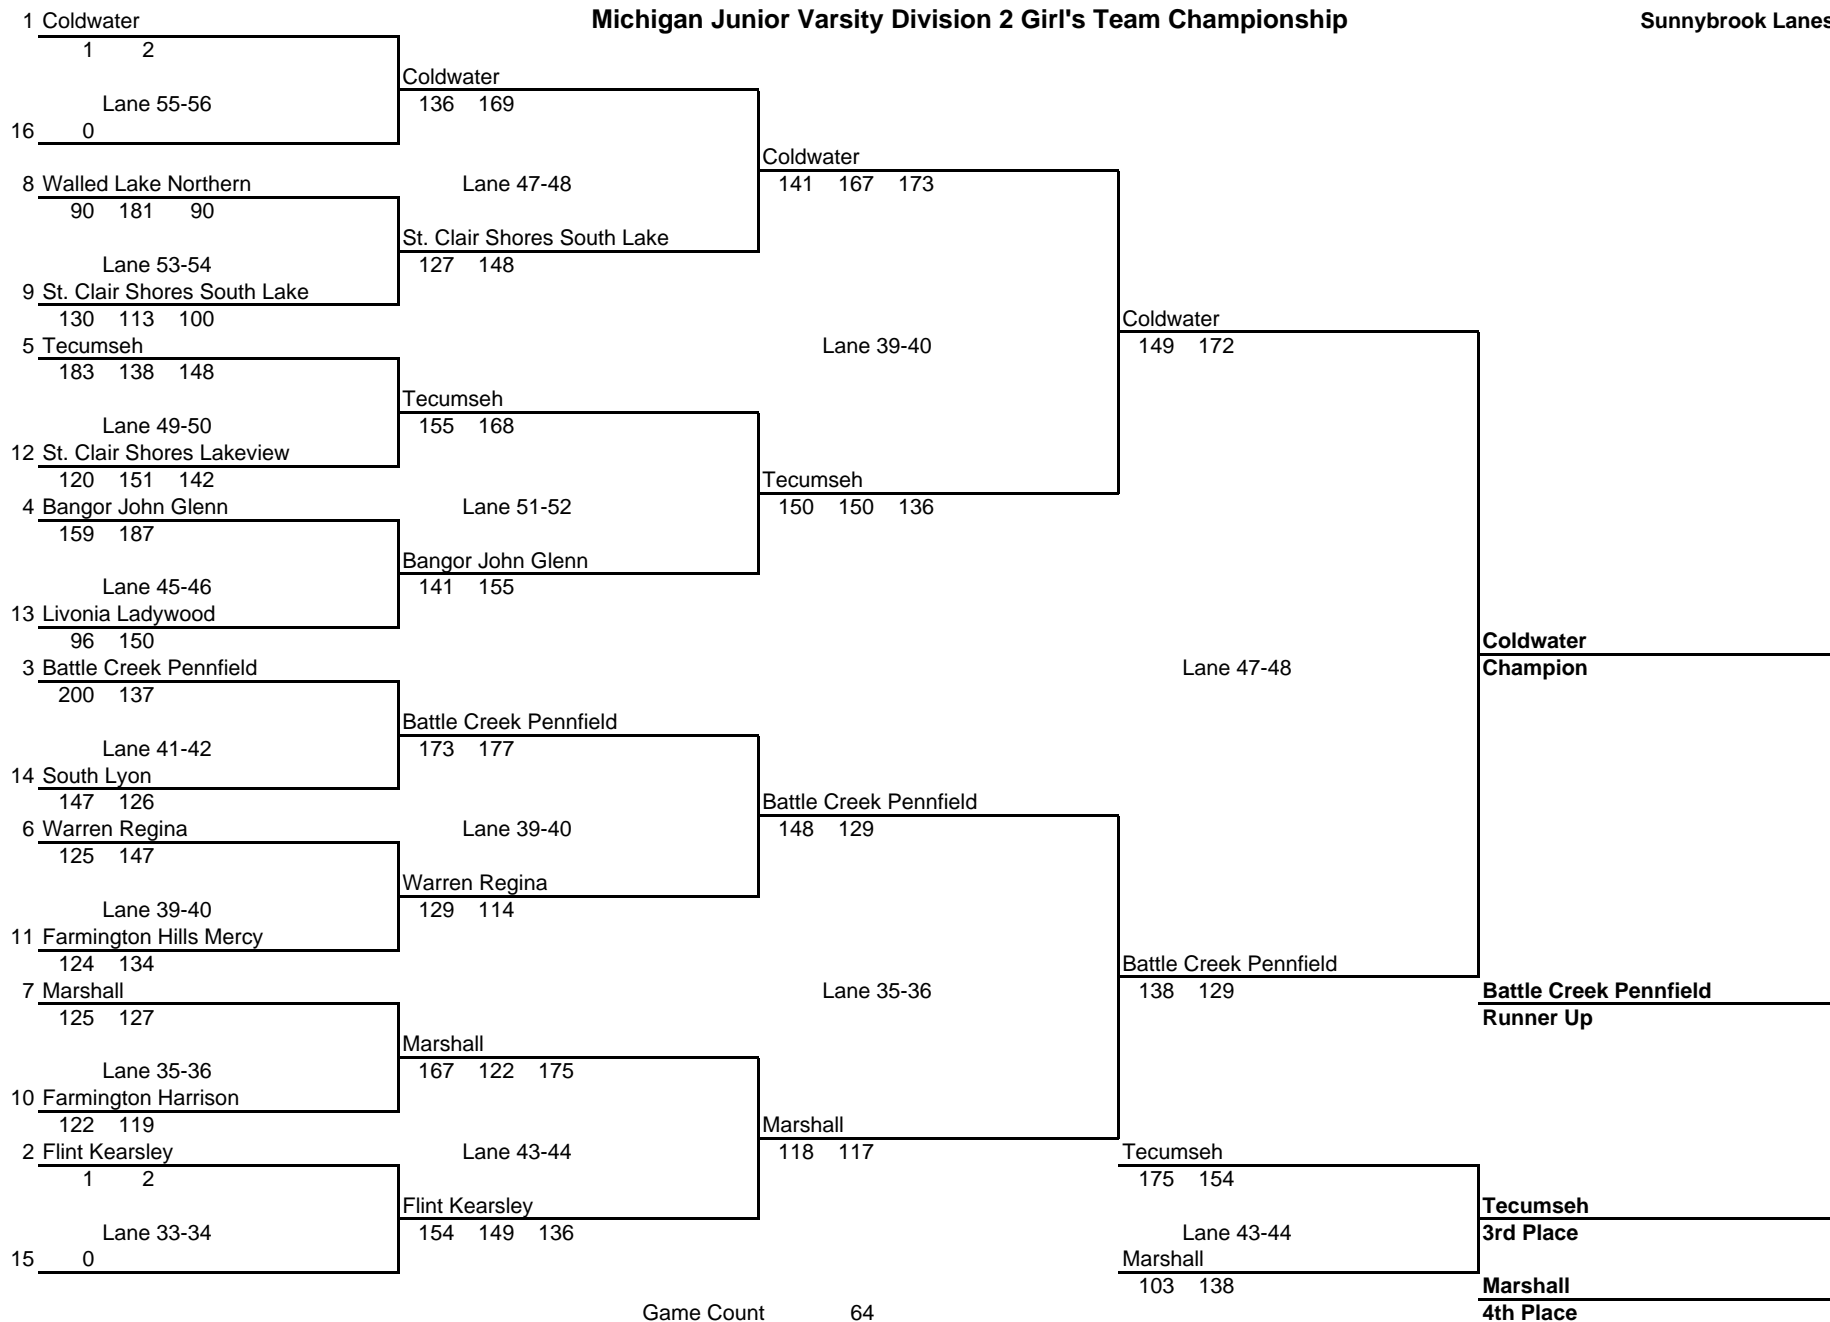 1 Coldwater Michigan Junior Varsity Division 2 Girl's Team Championship Sunnybrook Lanes
1 2
Coldwater
Lane 55-56 136 169
16 0
Coldwater
8 Walled Lake Northern Lane 47-48 141 167 173
90 181 90
St. Clair Shores South Lake
Lane 53-54 127 148
9 St. Clair Shores South Lake
130 113 100 Coldwater
5 Tecumseh Lane 39-40 149 172
183 138 148
Tecumseh
Lane 49-50 155 168
12 St. Clair Shores Lakeview
120 151 142 Tecumseh
4 Bangor John Glenn Lane 51-52 150 150 136
159 187
Bangor John Glenn
Lane 45-46 141 155
13 Livonia Ladywood
96 150 Coldwater
3 Battle Creek Pennfield Lane 47-48 Champion
200 137
Battle Creek Pennfield
Lane 41-42 173 177
14 South Lyon
147 126 Battle Creek Pennfield
6 Warren Regina Lane 39-40 148 129
125 147
Warren Regina
Lane 39-40 129 114
11 Farmington Hills Mercy
124 134 Battle Creek Pennfield
7 Marshall Lane 35-36 138 129 Battle Creek Pennfield
125 127 Runner Up
Marshall
Lane 35-36 167 122 175
10 Farmington Harrison
122 119 Marshall
2 Flint Kearsley Lane 43-44 118 117 Tecumseh
1 2 175 154
Flint Kearsley Tecumseh
Lane 33-34 154 149 136 Lane 43-44 3rd Place
15 0 Marshall
103 138 Marshall
Game Count 64 4th Place